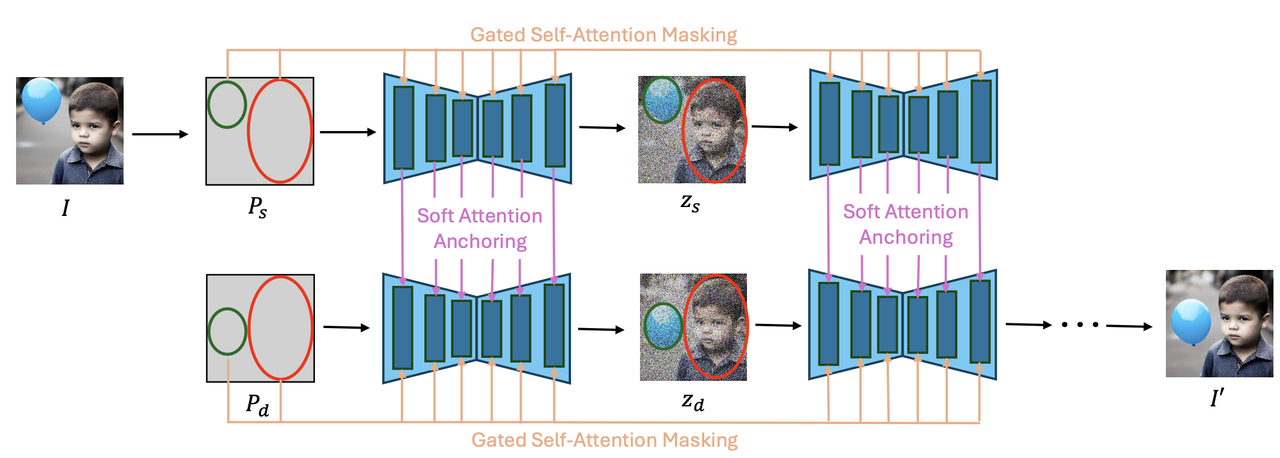 Gated Self-Attention Masking
I
P_s
z_s
Soft Attention
Anchoring
Soft Attention
Anchoring
P_d
z_d
I′
Gated Self-Attention Masking